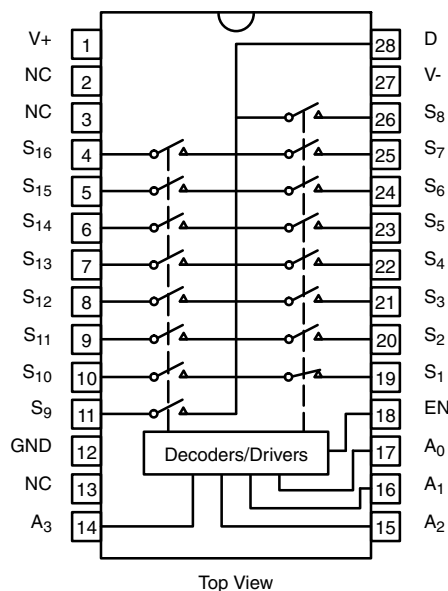 V+ 1 28 D
NC 2 27 V-
NC 3 26 S8
S16 4 25 S7
S15 5 24 S6
S14 6 23 S5
S13 7 22 S4
S12 8 21 S3
S11 9 20 S2
S10 10 19 S1
S9 11 18 EN
GND 12 Decoders/Drivers 17 A0
NC 13 16 A1
A3 14 15 A2
Top View